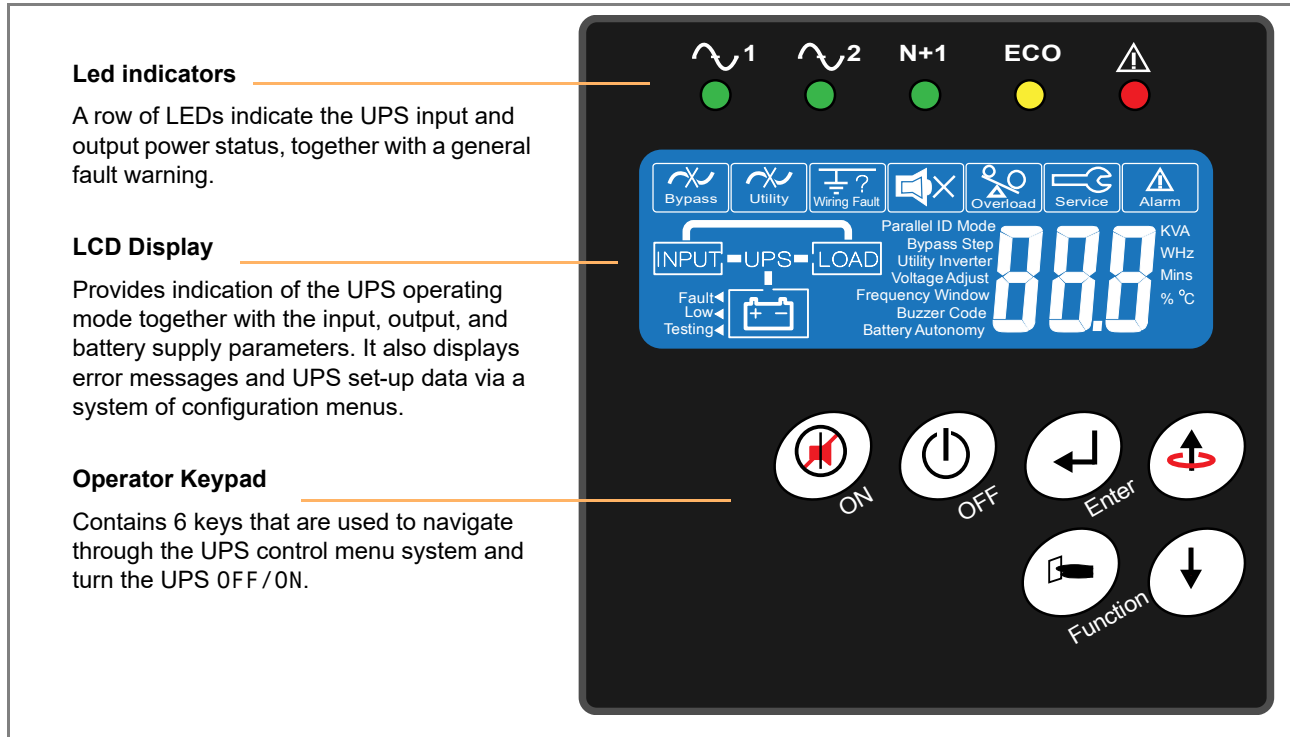 Led indicators
A row of LEDs indicate the UPS input and
output power status, together with a general
fault warning.
LCD Display
Provides indication of the UPS operating
mode together with the input, output, and
battery supply parameters. It also displays
error messages and UPS set-up data via a
system of configuration menus.
Operator Keypad
Contains 6 keys that are used to navigate
through the UPS control menu system and
turn the UPS OFF/ON.
1 2 N+1 ECO
Bypass Utility Wiring Fault Overload Service Alarm
?
INPUT UPS LOAD
Fault
Low
Testing
+ -
Parallel ID Mode
Bypass Step
Utility Inverter
Voltage Adjust
Frequency Window
Buzzer Code
Battery Autonomy
88.8
KVA
WHz
Mins
% °C
ON OFF Enter
Function